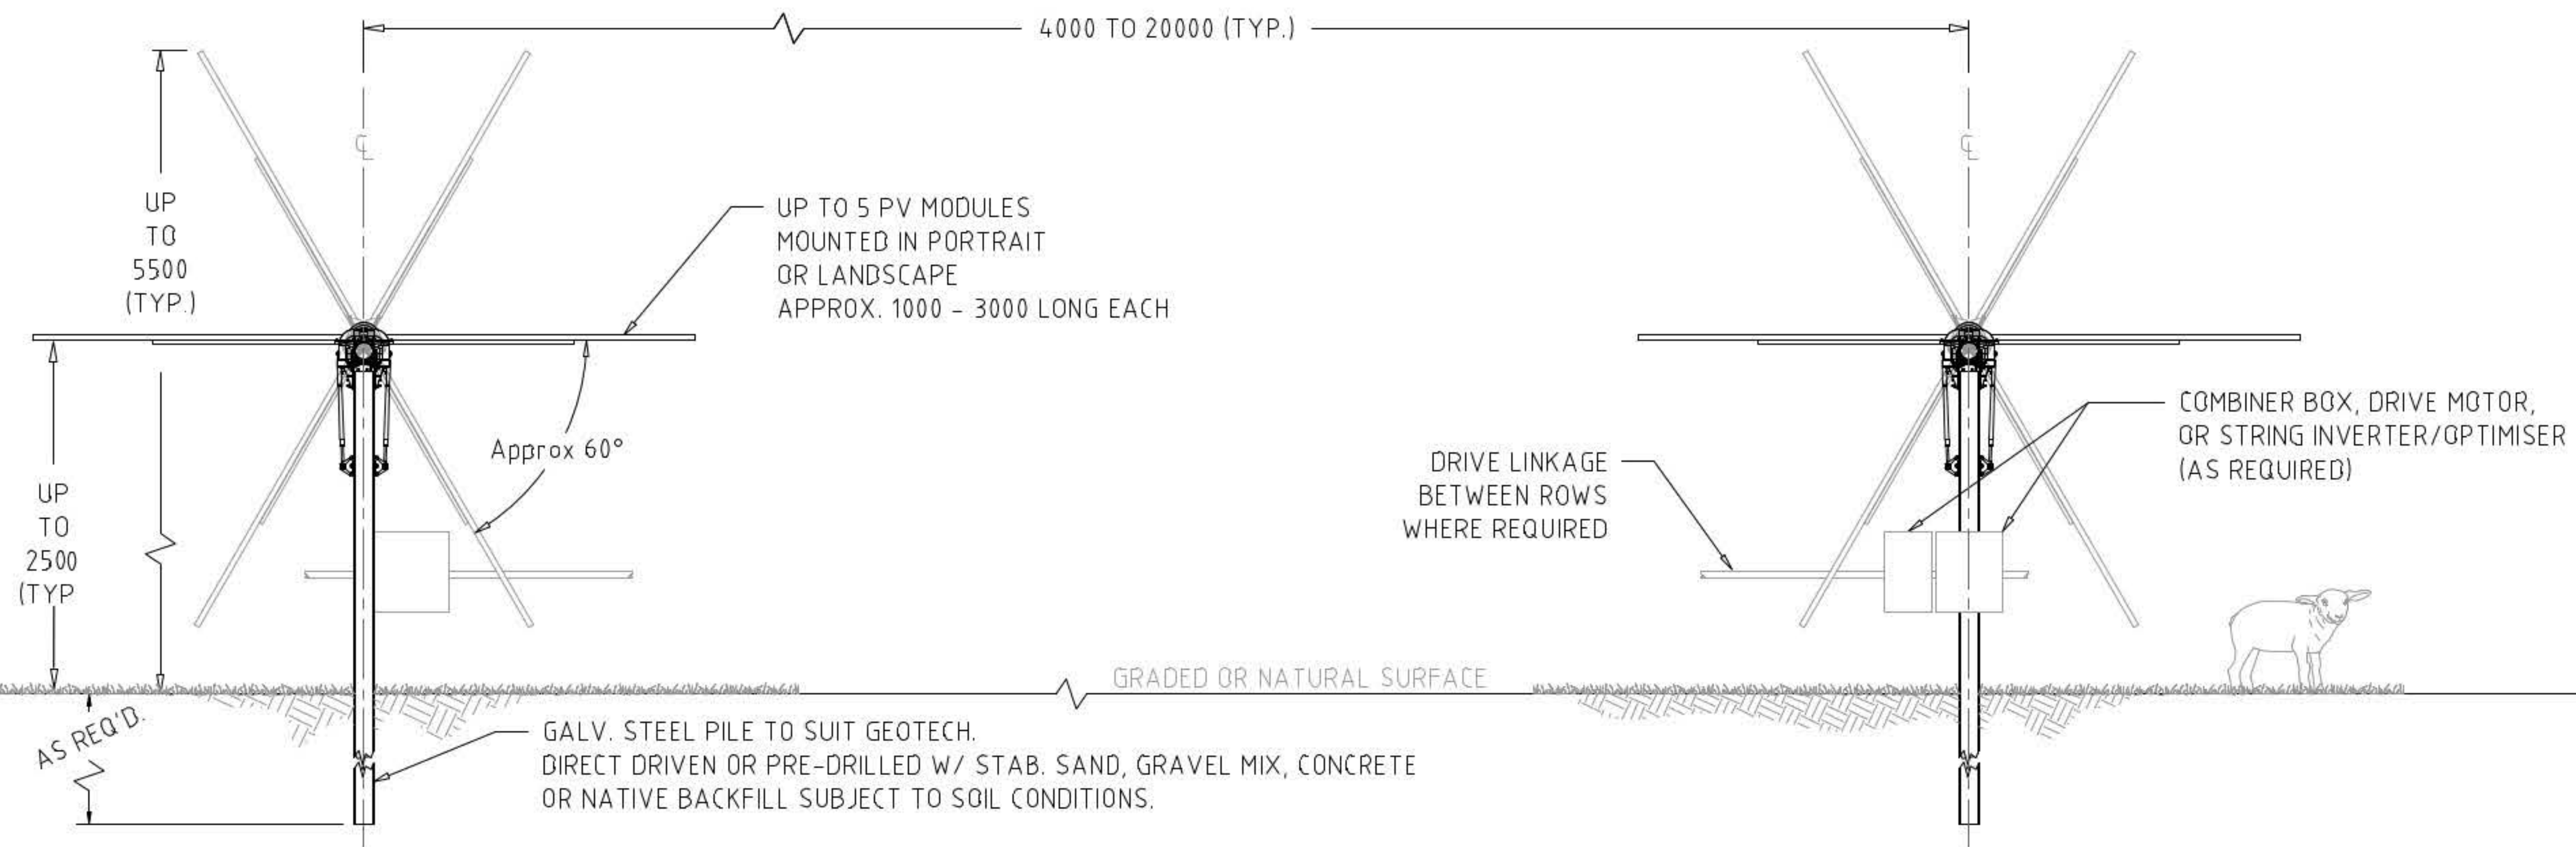 4000 TO 20000 (TYP.)
℄
℄
UP
TO
5500
(TYP.)
UP TO 5 PV MODULES
MOUNTED IN PORTRAIT
OR LANDSCAPE
APPROX. 1000 - 3000 LONG EACH
Approx 60°
UP
TO
2500
(TYP
DRIVE LINKAGE
BETWEEN ROWS
WHERE REQUIRED
COMBINER BOX, DRIVE MOTOR,
OR STRING INVERTER/OPTIMISER
(AS REQUIRED)
GRADED OR NATURAL SURFACE
AS REQ'D.
GALV. STEEL PILE TO SUIT GEOTECH.
DIRECT DRIVEN OR PRE-DRILLED W/ STAB. SAND, GRAVEL MIX, CONCRETE
OR NATIVE BACKFILL SUBJECT TO SOIL CONDITIONS.